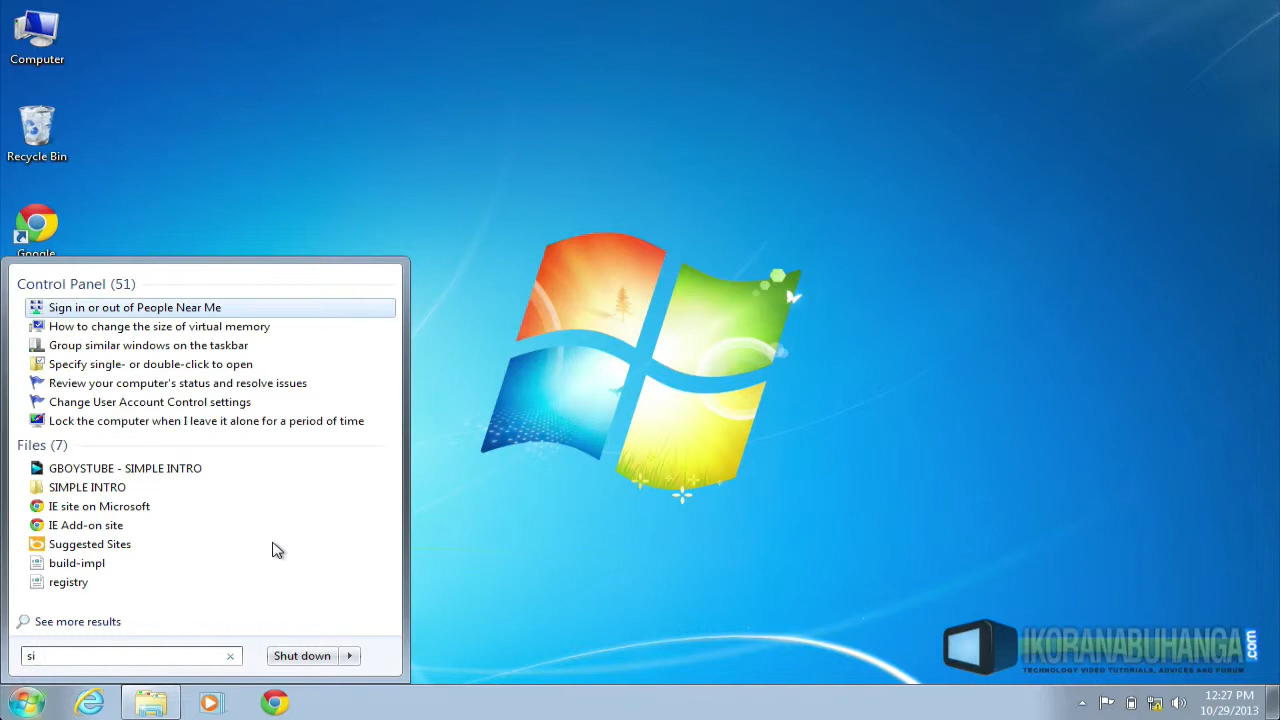 Computer
Recycle Bin
Google
Control Panel (51)
Sign in or out of People Near Me
How to change the size of virtual memory
Group similar windows on the taskbar
Specify single- or double-click to open
Review your computer's status and resolve issues
Change User Account Control settings
Lock the computer when I leave it alone for a period of time
Files (7)
GBOYSTUBE - SIMPLE INTRO
SIMPLE INTRO
IE site on Microsoft
IE Add-on site
Suggested Sites
build-impl
registry
See more results
si
Shut down
IKORANABUHANGA.com
TECHNOLOGY VIDEO TUTORIALS, ADVICES AND FORUM
12:27 PM
10/29/2013